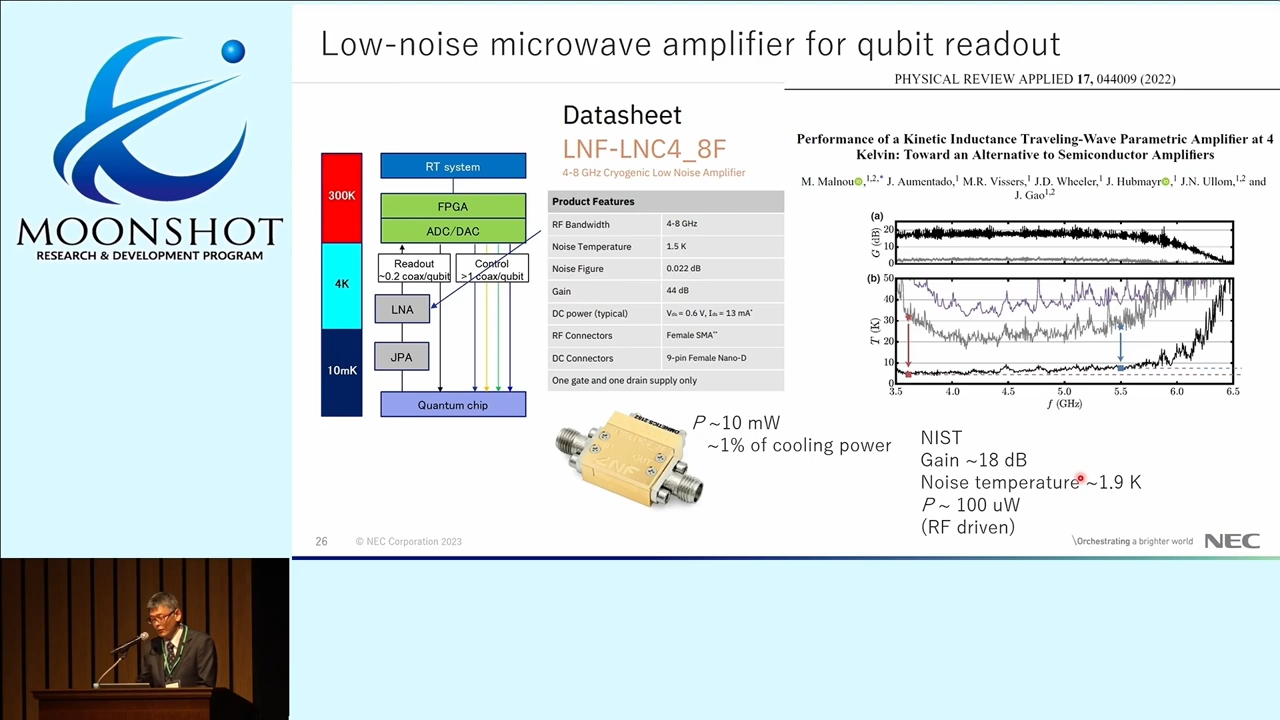 MOONSHOT
RESEARCH & DEVELOPMENT PROGRAM
Low-noise microwave amplifier for qubit readout
PHYSICAL REVIEW APPLIED 17, 044009 (2022)
Performance of a Kinetic Inductance Traveling-Wave Parametric Amplifier at 4
Kelvin: Toward an Alternative to Semiconductor Amplifiers
M. Malnou,1,2,* J. Aumentado,1 M.R. Vissers,1 J.D. Wheeler,1 J. Hubmayr,1 J.N. Ullom,1,2 and
J. Gao1,2
Datasheet
LNF-LNC4_8F
4-8 GHz Cryogenic Low Noise Amplifier
Product Features
RF Bandwidth 4-8 GHz
Noise Temperature 1.5 K
Noise Figure 0.022 dB
Gain 44 dB
DC power (typical) Vds = 0.6 V, Ids = 13 mA*
RF Connectors Female SMA**
DC Connectors 9-pin Female Nano-D
One gate and one drain supply only
300K
4K
10mK
RT system
FPGA
ADC/DAC
Readout
~0.2 coax/qubit
Control
>1 coax/qubit
LNA
JPA
Quantum chip
(a)
G (dB)
20
10
0
(b)
T (K)
50
40
30
20
10
0
3.5 4.0 4.5 5.0 5.5 6.0 6.5
f (GHz)
LNF
P ~10 mW
~1% of cooling power
NIST
Gain ~18 dB
Noise temperature ~1.9 K
P ~ 100 uW
(RF driven)
26
© NEC Corporation 2023
\Orchestrating a brighter world NEC